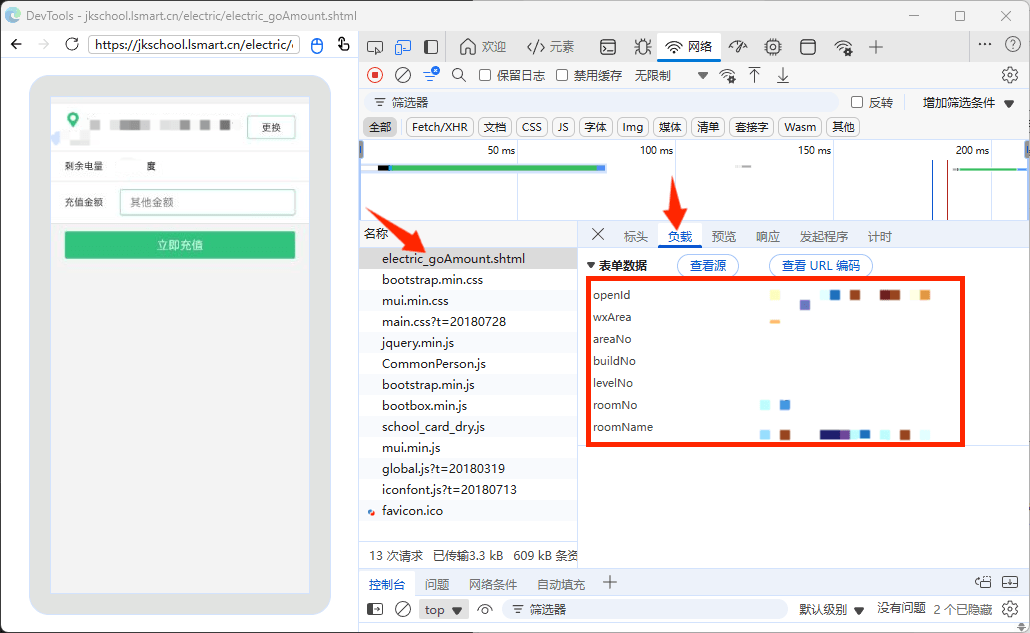 DevTools - jkschool.lsmart.cn/electric/electric_goAmount.shtml
https://jkschool.lsmart.cn/electric/
欢迎 元素 网络
保留日志 禁用缓存 无限制
筛选器 反转 增加筛选条件
全部 Fetch/XHR 文档 CSS JS 字体 Img 媒体 清单 套接字 Wasm 其他
50 ms 100 ms 150 ms 200 ms
更换
剩余电量 度
充值金额 其他金额
立即充值
名称
electric_goAmount.shtml
bootstrap.min.css
mui.min.css
main.css?t=20180728
jquery.min.js
CommonPerson.js
bootstrap.min.js
bootbox.min.js
school_card_dry.js
mui.min.js
global.js?t=20180319
iconfont.js?t=20180713
favicon.ico
13 次请求 已传输3.3 kB 609 kB 条资
标头 负载 预览 响应 发起程序 计时
表单数据 查看源 查看 URL 编码
openId
wxArea
areaNo
buildNo
levelNo
roomNo
roomName
控制台 问题 网络条件 自动填充
top 筛选器 默认级别 没有问题 2 个已隐藏